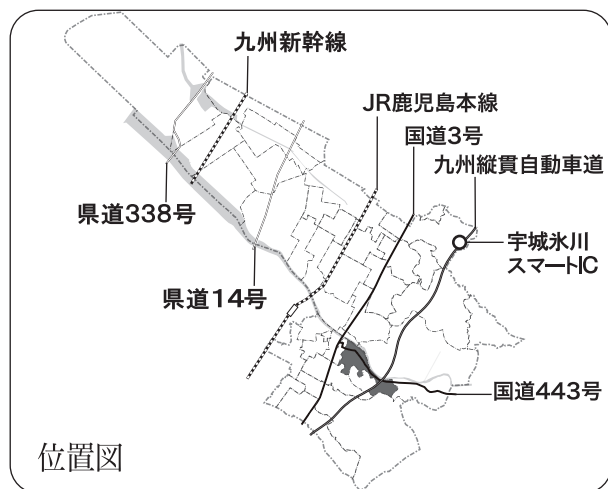 九州新幹線
JR鹿児島本線
国道3号
九州縦貫自動車道
県道338号
宇城氷川
スマートIC
県道14号
国道443号
位置図